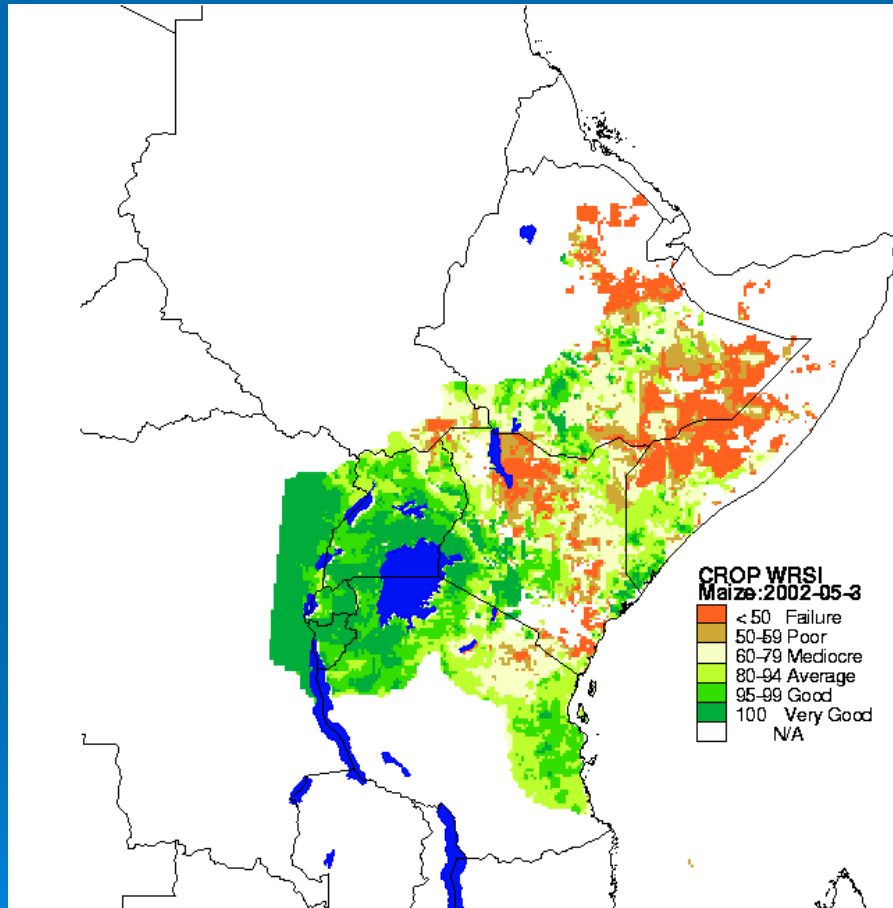 CROP WRSI
Maize:2002-05-3
< 50 Failure
50-59 Poor
60-79 Mediocre
80-94 Average
95-99 Good
100 Very Good
N/A